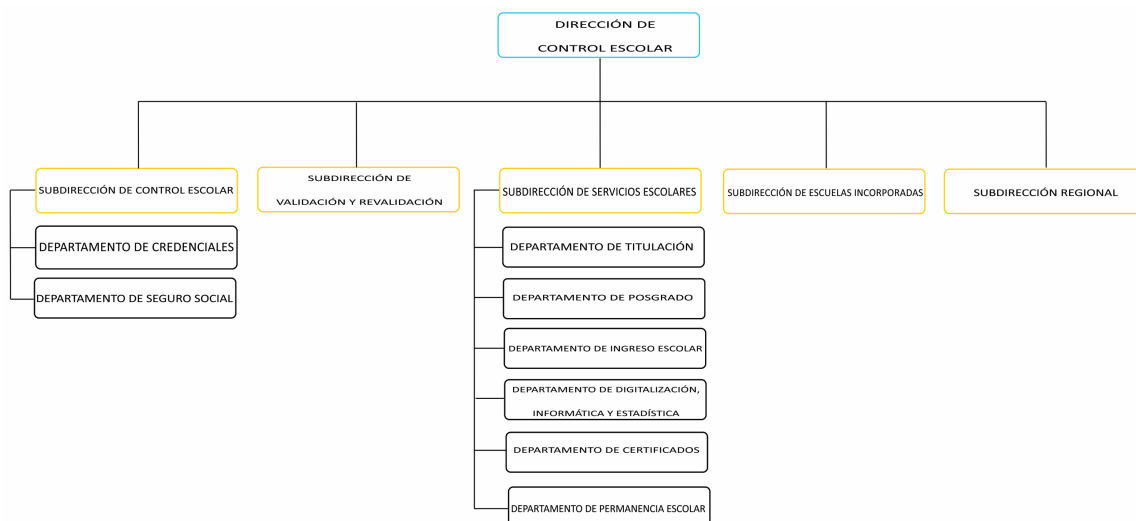 DIRECCIÓN DE
CONTROL ESCOLAR
SUBDIRECCIÓN DE CONTROL ESCOLAR
SUBDIRECCIÓN DE
VALIDACIÓN Y REVALIDACIÓN
SUBDIRECCIÓN DE SERVICIOS ESCOLARES
SUBDIRECCIÓN DE ESCUELAS INCORPORADAS
SUBDIRECCIÓN REGIONAL
DEPARTAMENTO DE CREDENCIALES
DEPARTAMENTO DE SEGURO SOCIAL
DEPARTAMENTO DE TITULACIÓN
DEPARTAMENTO DE POSGRADO
DEPARTAMENTO DE INGRESO ESCOLAR
DEPARTAMENTO DE DIGITALIZACIÓN,
INFORMÁTICA Y ESTADÍSTICA
DEPARTAMENTO DE CERTIFICADOS
DEPARTAMENTO DE PERMANENCIA ESCOLAR